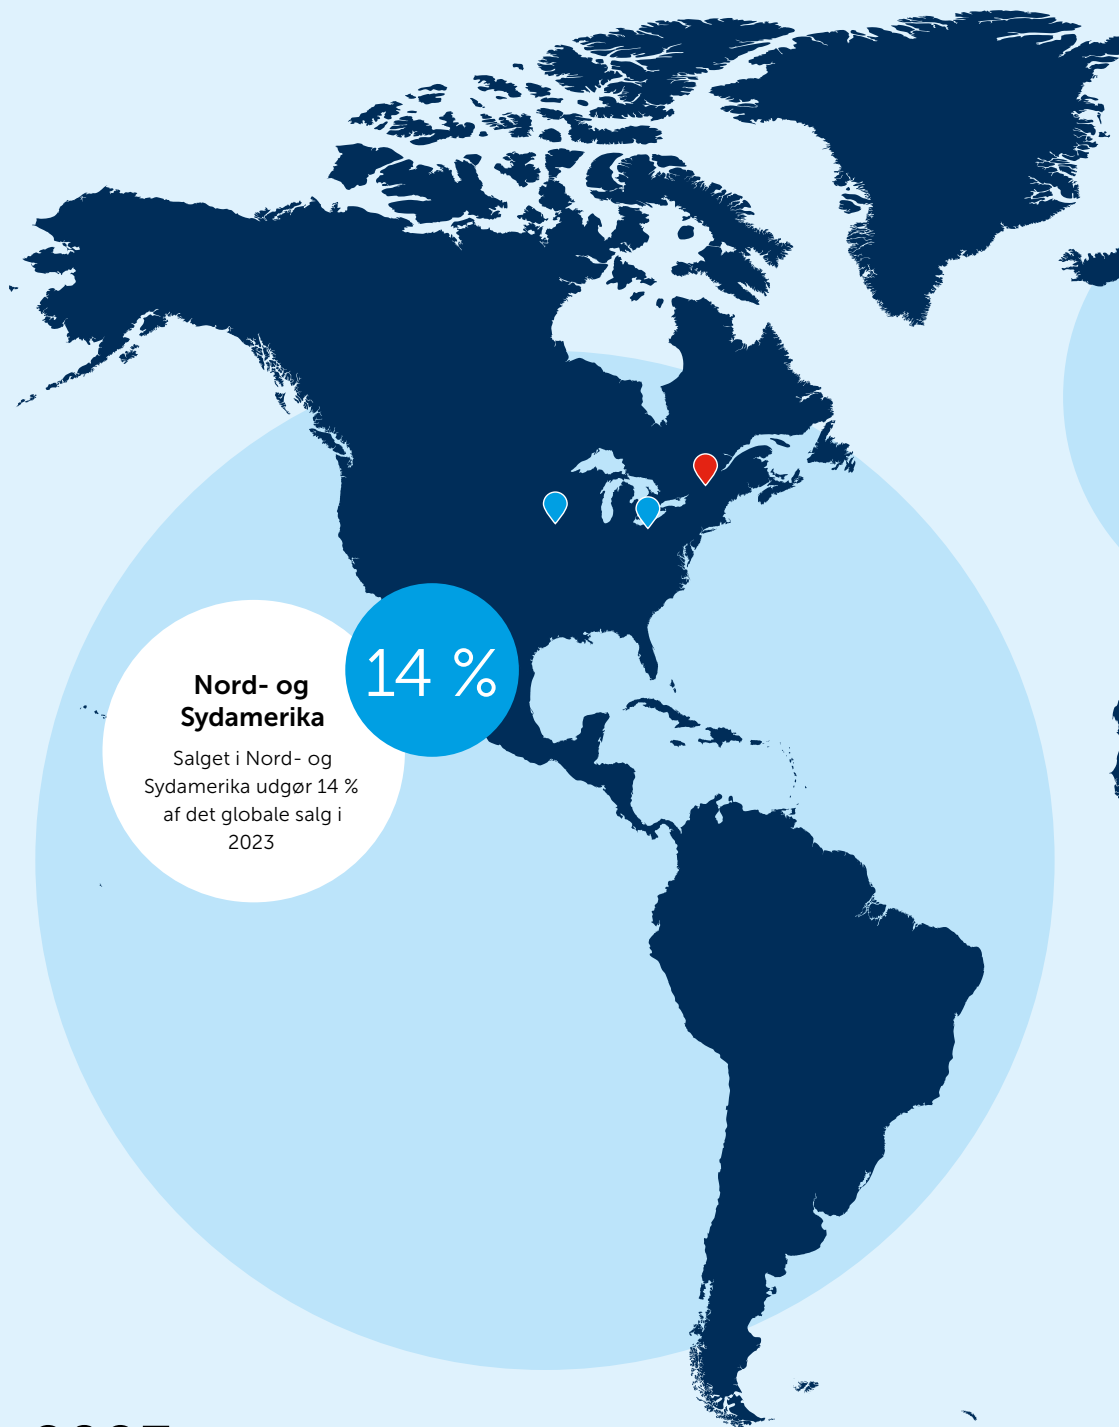 14 %
Nord- og
Sydamerika
Salget i Nord- og
Sydamerika udgør 14 %
af det globale salg i
2023